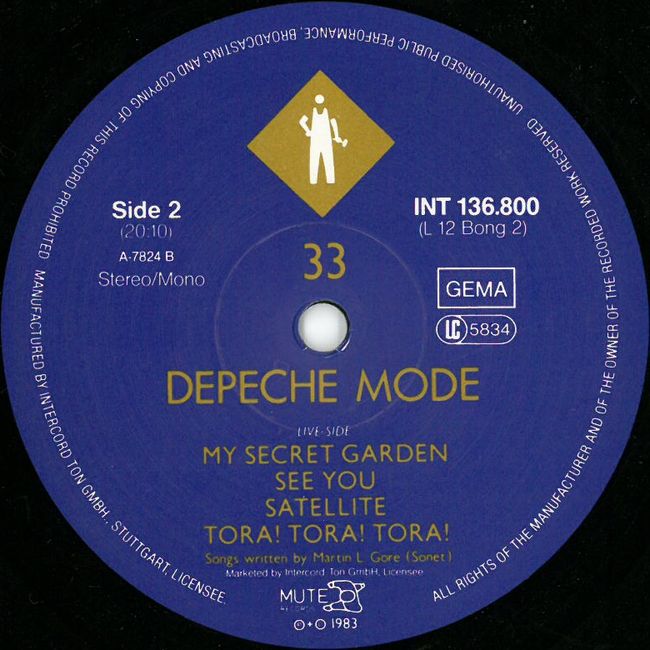 UNAUTHORISED PUBLIC PERFORMANCE, BROADCASTING AND COPYING OF THIS RECORD PROHIBITED MANUFACTURED BY INTERCORD TON GMBH., STUTTGART, LICENSEE.
ALL RIGHTS OF THE MANUFACTURER AND OF THE OWNER OF THE RECORDED WORK RESERVED
Side 2
(20:10)
A-7824 B
Stereo/Mono
INT 136.800
(L 12 Bong 2)
33
GEMA
LC 5834
DEPECHE MODE
LIVE-SIDE
MY SECRET GARDEN
SEE YOU
SATELLITE
TORA! TORA! TORA!
Songs written by Martin L. Gore (Sonet)
Marketed by Intercord Ton GmbH, Licensee
MUTE
RECORDS
©+℗ 1983